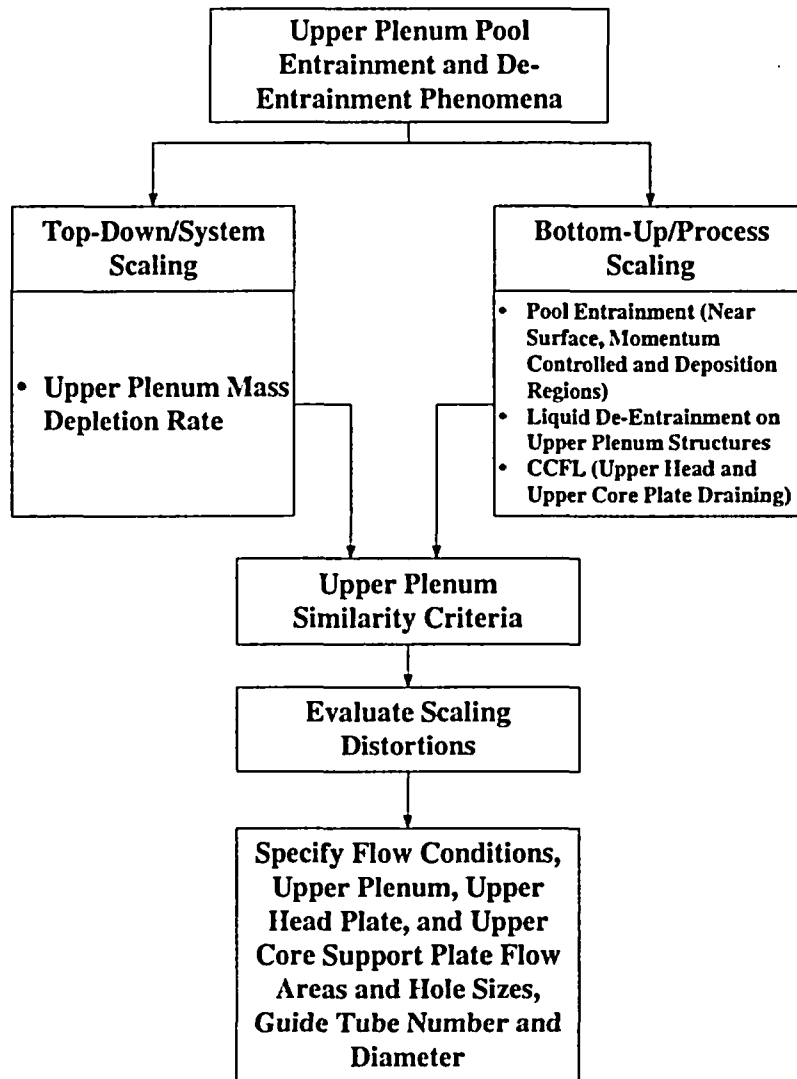 Upper Plenum Pool
Entrainment and De-
Entrainment Phenomena
Top-Down/System
Scaling
• Upper Plenum Mass
Depletion Rate
Bottom-Up/Process
Scaling
• Pool Entrainment (Near
Surface, Momentum
Controlled and Deposition
Regions)
• Liquid De-Entrainment on
Upper Plenum Structures
• CCFL (Upper Head and
Upper Core Plate Draining)
Upper Plenum
Similarity Criteria
Evaluate Scaling
Distortions
Specify Flow Conditions,
Upper Plenum, Upper
Head Plate, and Upper
Core Support Plate Flow
Areas and Hole Sizes,
Guide Tube Number and
Diameter